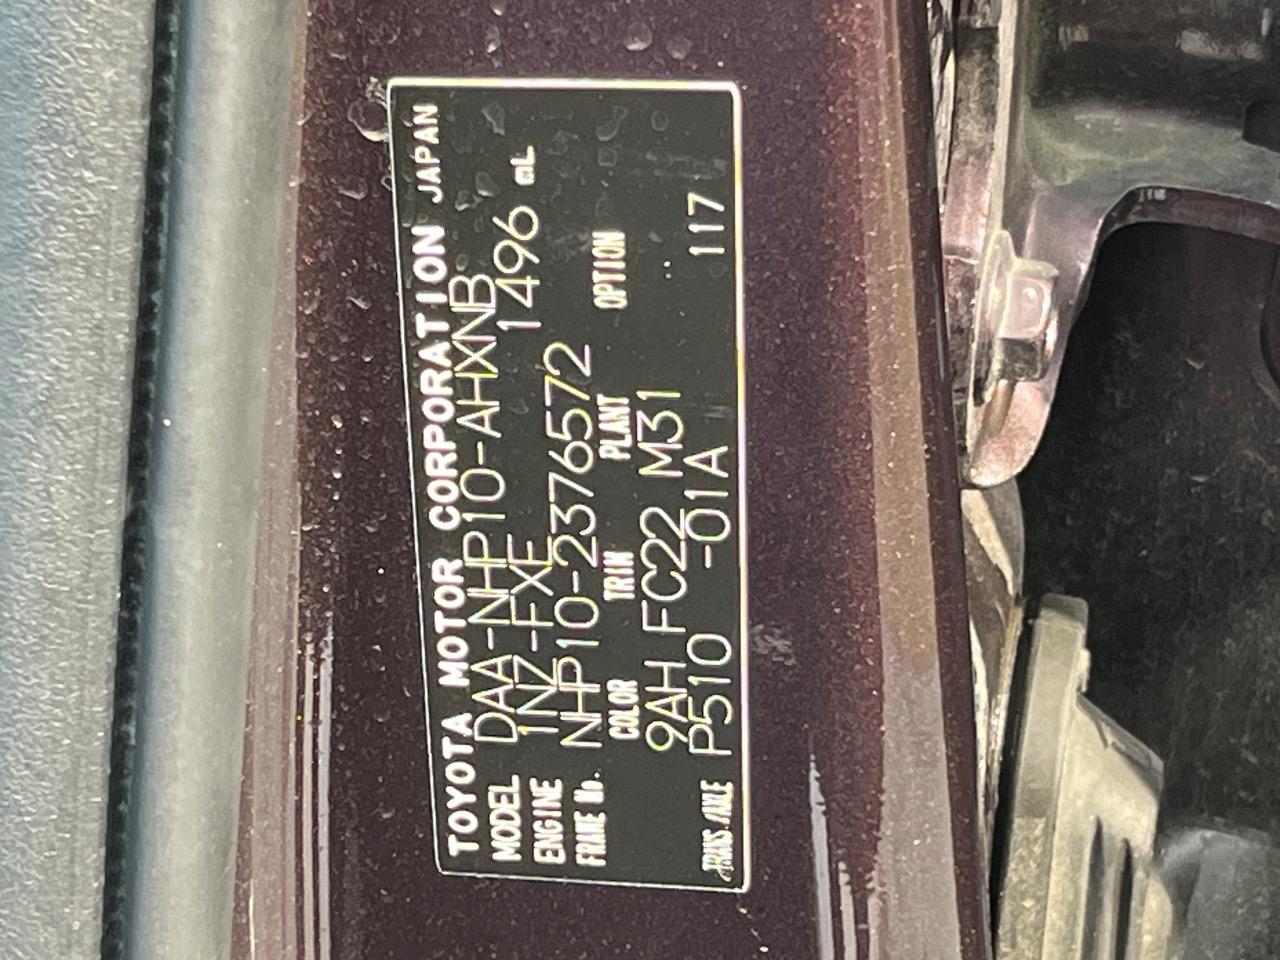 TOYOTA MOTOR CORPORATION JAPAN
MODEL DAA-NHP10-AHXNB
ENGINE 1NZ-FXE 1496 mL
FRAME No. NHP10-2376572
COLOR TRIM PLANT OPTION
9AH FC22 M31
TRANS.AXLE P510 -01A 117